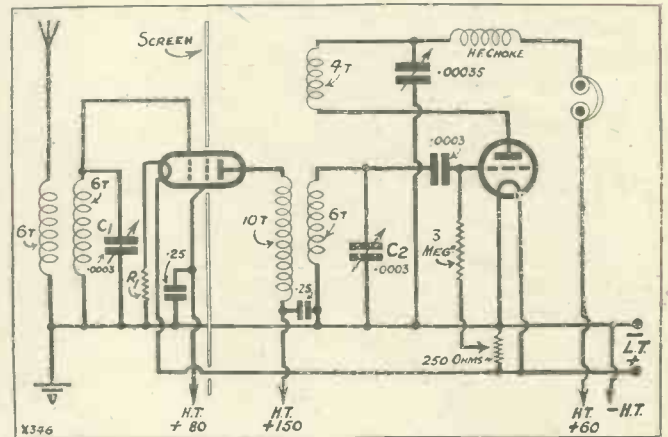 SCREEN
H.F. CHOKE
4T
.00035
.0003
6T
6T
C1
.0003
R1
.25
10T
6T
.25
C2
.0003
3
MEG
250 OHMS
−
L.T.
+
H.T.
+ 80
H.T.
+150
H.T.
+60
-H.T.
X346